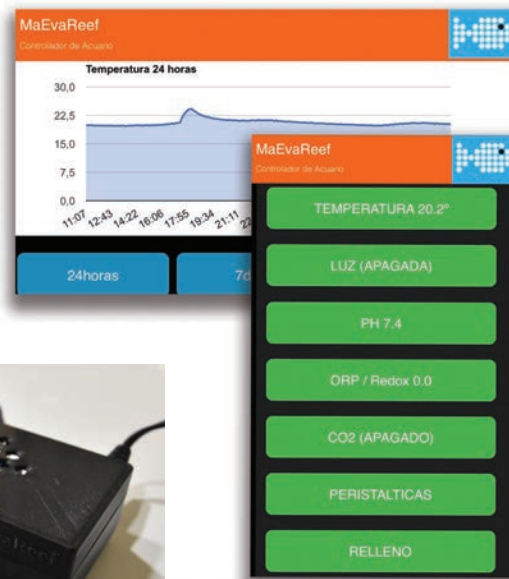 MaEvaReef
Controlador de Acuario
Temperatura 24 horas
30,0
22,5
15,0
7,5
0,0
11:07 12:43 14:22 16:06 17:55 19:34 21:11
24horas
MaEvaReef
Controlador de Acuario
TEMPERATURA 20.2º
LUZ (APAGADA)
PH 7.4
ORP / Redox 0.0
CO2 (APAGADO)
PERISTALTICAS
RELLENO